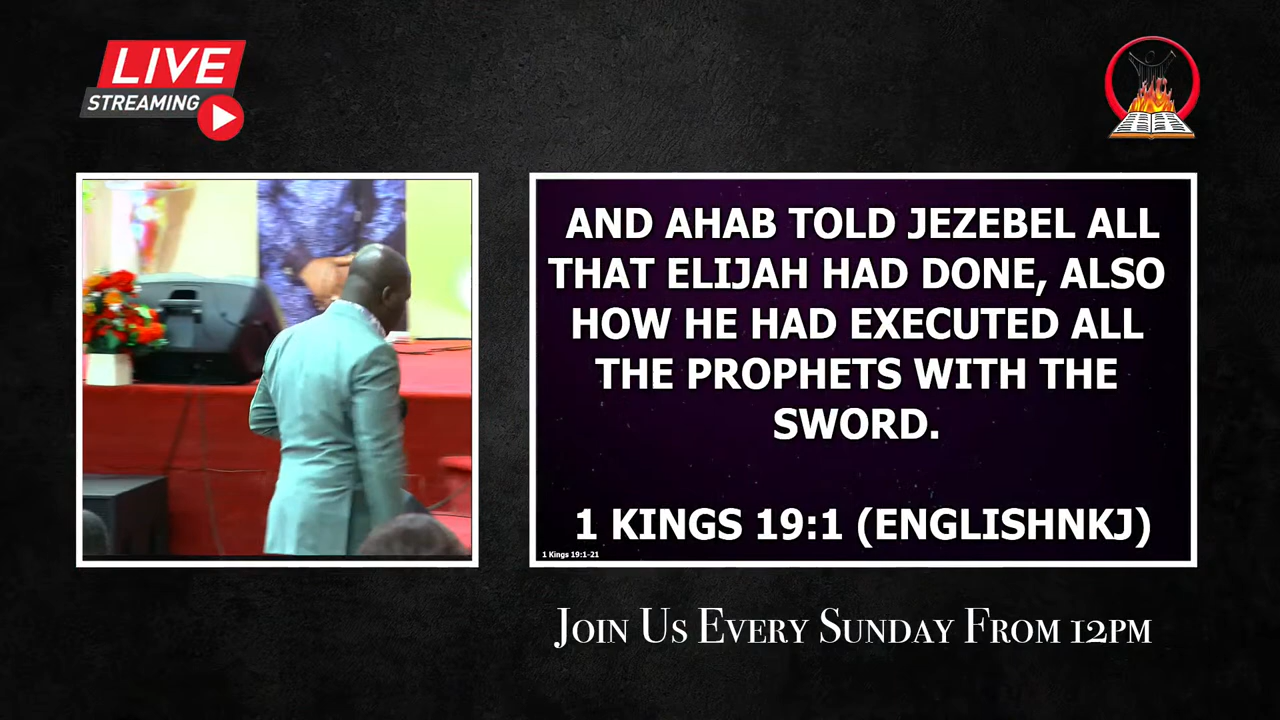 LIVE
STREAMING
AND AHAB TOLD JEZEBEL ALL
THAT ELIJAH HAD DONE, ALSO
HOW HE HAD EXECUTED ALL
THE PROPHETS WITH THE
SWORD.
1 KINGS 19:1 (ENGLISHNKJ)
1 Kings 19:1-21
JOIN US EVERY SUNDAY FROM 12PM